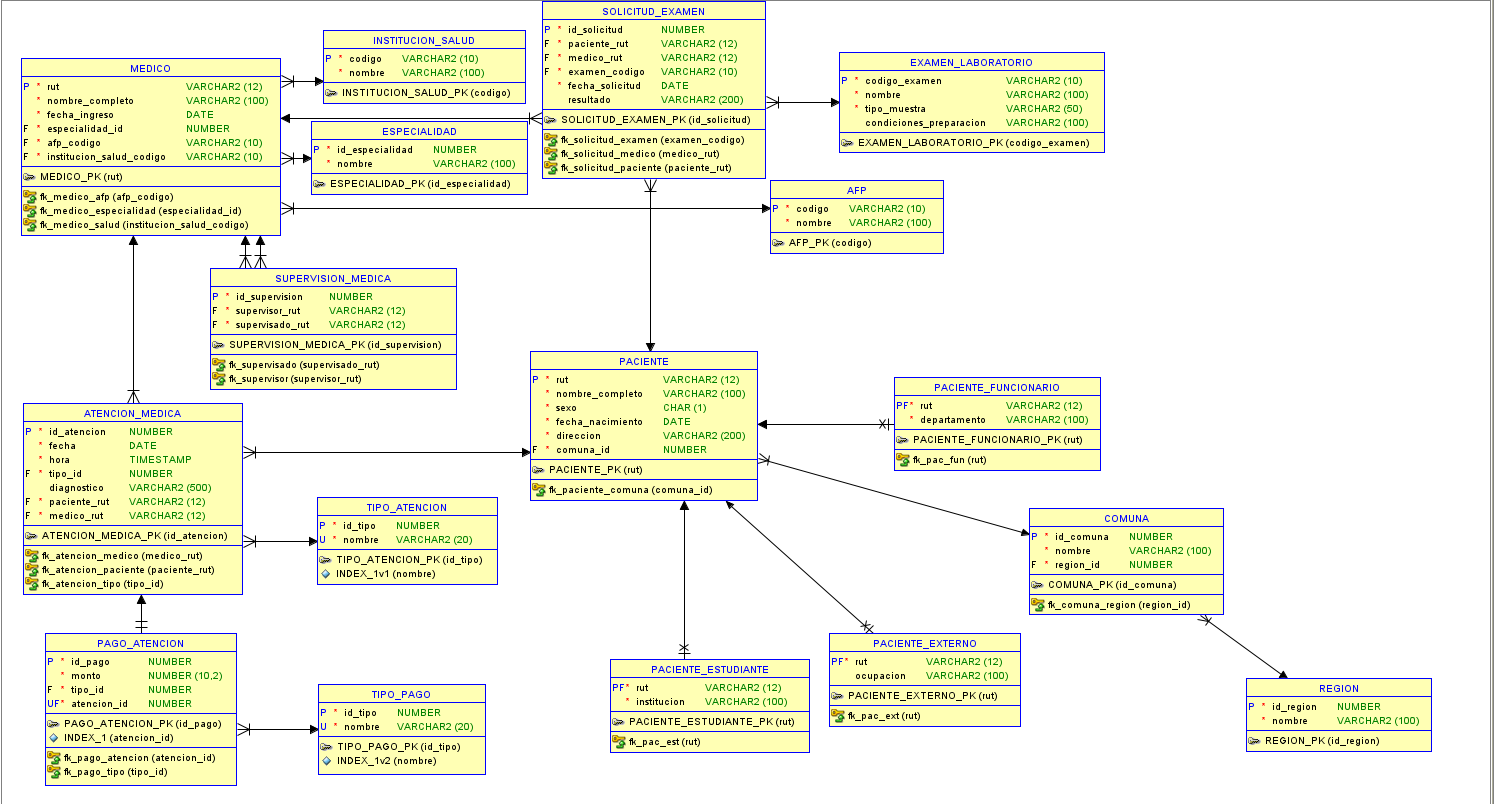 SOLICITUD_EXAMEN
P * id_solicitud NUMBER
F * paciente_rut VARCHAR2 (12)
F * medico_rut VARCHAR2 (12)
F * examen_codigo VARCHAR2 (10)
* fecha_solicitud DATE
resultado VARCHAR2 (200)
SOLICITUD_EXAMEN_PK (id_solicitud)
fk_solicitud_examen (examen_codigo)
fk_solicitud_medico (medico_rut)
fk_solicitud_paciente (paciente_rut)
INSTITUCION_SALUD
P * codigo VARCHAR2 (10)
* nombre VARCHAR2 (100)
INSTITUCION_SALUD_PK (codigo)
MEDICO
P * rut VARCHAR2 (12)
* nombre_completo VARCHAR2 (100)
* fecha_ingreso DATE
F * especialidad_id NUMBER
F * afp_codigo VARCHAR2 (10)
F * institucion_salud_codigo VARCHAR2 (10)
MEDICO_PK (rut)
fk_medico_afp (afp_codigo)
fk_medico_especialidad (especialidad_id)
fk_medico_salud (institucion_salud_codigo)
EXAMEN_LABORATORIO
P * codigo_examen VARCHAR2 (10)
* nombre VARCHAR2 (100)
* tipo_muestra VARCHAR2 (50)
condiciones_preparacion VARCHAR2 (100)
EXAMEN_LABORATORIO_PK (codigo_examen)
ESPECIALIDAD
P * id_especialidad NUMBER
* nombre VARCHAR2 (100)
ESPECIALIDAD_PK (id_especialidad)
AFP
P * codigo VARCHAR2 (10)
* nombre VARCHAR2 (100)
AFP_PK (codigo)
SUPERVISION_MEDICA
P * id_supervision NUMBER
F * supervisor_rut VARCHAR2 (12)
F * supervisado_rut VARCHAR2 (12)
SUPERVISION_MEDICA_PK (id_supervision)
fk_supervisado (supervisado_rut)
fk_supervisor (supervisor_rut)
PACIENTE
P * rut VARCHAR2 (12)
* nombre_completo VARCHAR2 (100)
* sexo CHAR (1)
* fecha_nacimiento DATE
* direccion VARCHAR2 (200)
F * comuna_id NUMBER
PACIENTE_PK (rut)
fk_paciente_comuna (comuna_id)
PACIENTE_FUNCIONARIO
PF* rut VARCHAR2 (12)
* departamento VARCHAR2 (100)
PACIENTE_FUNCIONARIO_PK (rut)
fk_pac_fun (rut)
ATENCION_MEDICA
P * id_atencion NUMBER
* fecha DATE
* hora TIMESTAMP
F * tipo_id NUMBER
diagnostico VARCHAR2 (500)
F * paciente_rut VARCHAR2 (12)
F * medico_rut VARCHAR2 (12)
ATENCION_MEDICA_PK (id_atencion)
fk_atencion_medico (medico_rut)
fk_atencion_paciente (paciente_rut)
fk_atencion_tipo (tipo_id)
TIPO_ATENCION
P * id_tipo NUMBER
U * nombre VARCHAR2 (20)
TIPO_ATENCION_PK (id_tipo)
INDEX_1v1 (nombre)
COMUNA
P * id_comuna NUMBER
* nombre VARCHAR2 (100)
F * region_id NUMBER
COMUNA_PK (id_comuna)
fk_comuna_region (region_id)
PAGO_ATENCION
P * id_pago NUMBER
* monto NUMBER (10,2)
F * tipo_id NUMBER
UF* atencion_id NUMBER
PAGO_ATENCION_PK (id_pago)
INDEX_1 (atencion_id)
fk_pago_atencion (atencion_id)
fk_pago_tipo (tipo_id)
TIPO_PAGO
P * id_tipo NUMBER
U * nombre VARCHAR2 (20)
TIPO_PAGO_PK (id_tipo)
INDEX_1v2 (nombre)
PACIENTE_ESTUDIANTE
PF* rut VARCHAR2 (12)
* institucion VARCHAR2 (100)
PACIENTE_ESTUDIANTE_PK (rut)
fk_pac_est (rut)
PACIENTE_EXTERNO
PF* rut VARCHAR2 (12)
ocupacion VARCHAR2 (100)
PACIENTE_EXTERNO_PK (rut)
fk_pac_ext (rut)
REGION
P * id_region NUMBER
* nombre VARCHAR2 (100)
REGION_PK (id_region)